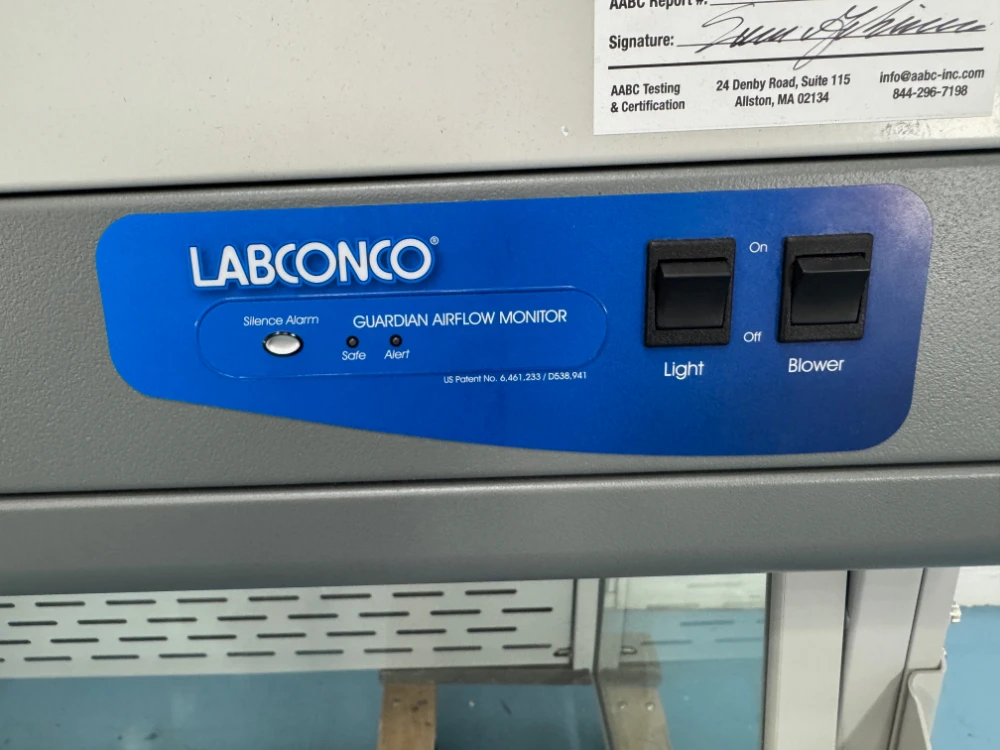 AABC Report #:
Signature:
AABC Testing
& Certification
24 Denby Road, Suite 115
Allston, MA 02134
info@aabc-inc.com
844-296-7198
LABCONCO®
Silence Alarm
GUARDIAN AIRFLOW MONITOR
Safe
Alert
US Patent No. 6,461,233 / D538,941
On
Off
Light
Blower